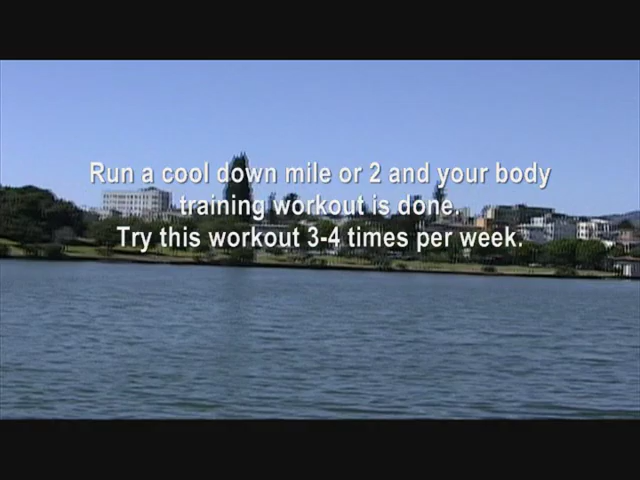 Run a cool down mile or 2 and your body
training workout is done.
Try this workout 3-4 times per week.